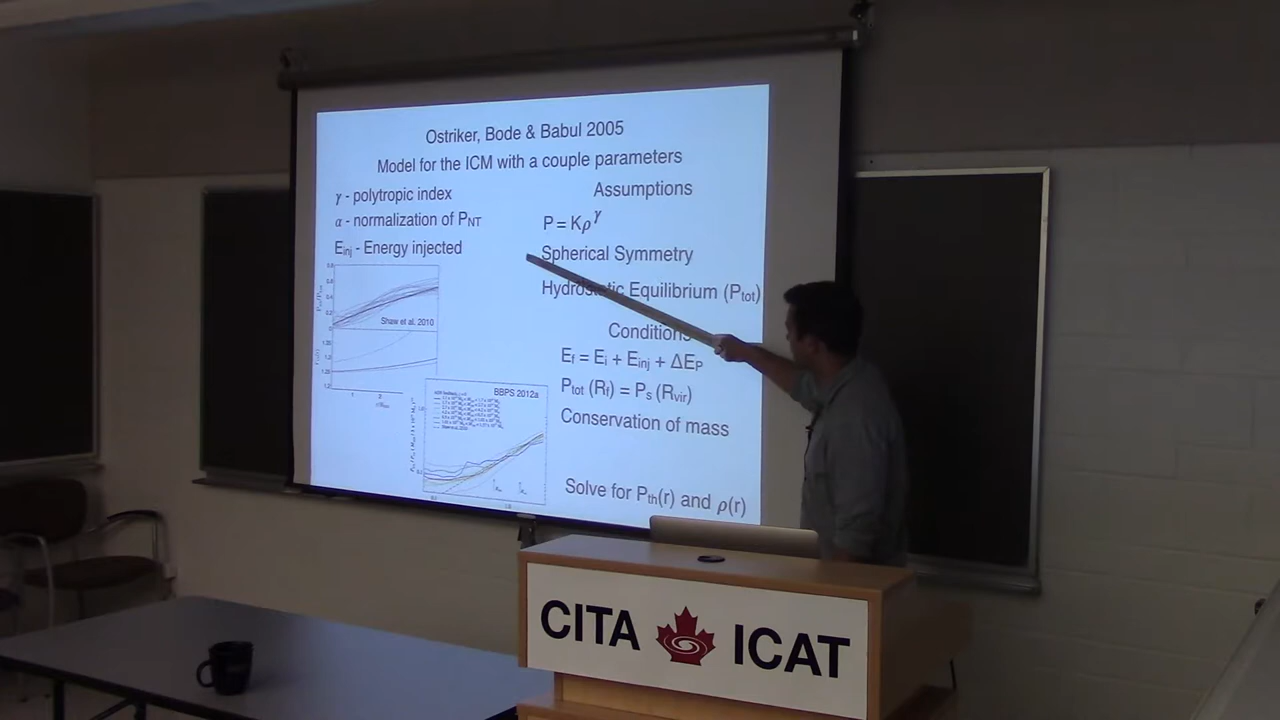 Ostriker, Bode & Babul 2005
Model for the ICM with a couple parameters
γ - polytropic index
α - normalization of P_NT
E_inj - Energy injected
Assumptions
P = Kρ^γ
Spherical Symmetry
Hydrostatic Equilibrium (P_tot)
Conditions
E_f = E_i + E_inj + ΔE_P
P_tot (R_f) = P_s (R_vir)
Conservation of mass
Solve for P_th(r) and ρ(r)
Shaw et al. 2010
BBPS 2012a
CITA ICAT